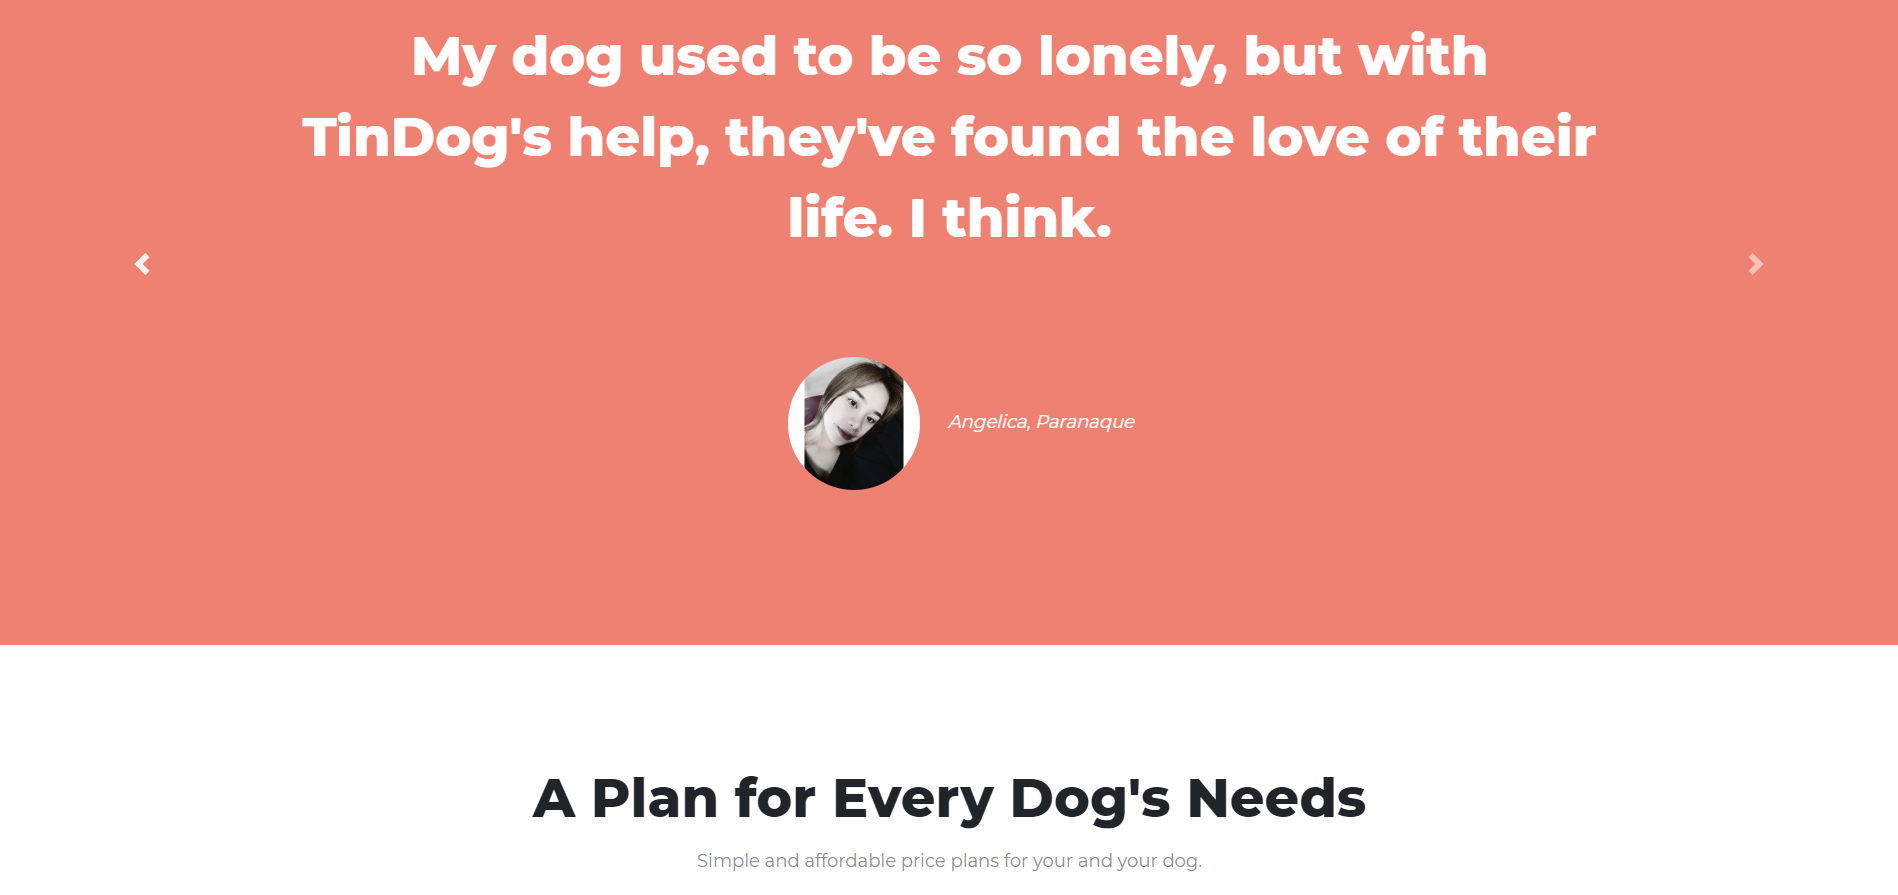 My dog used to be so lonely, but with
TinDog's help, they've found the love of their
life. I think.
Angelica, Paranaque
A Plan for Every Dog's Needs
Simple and affordable price plans for your and your dog.